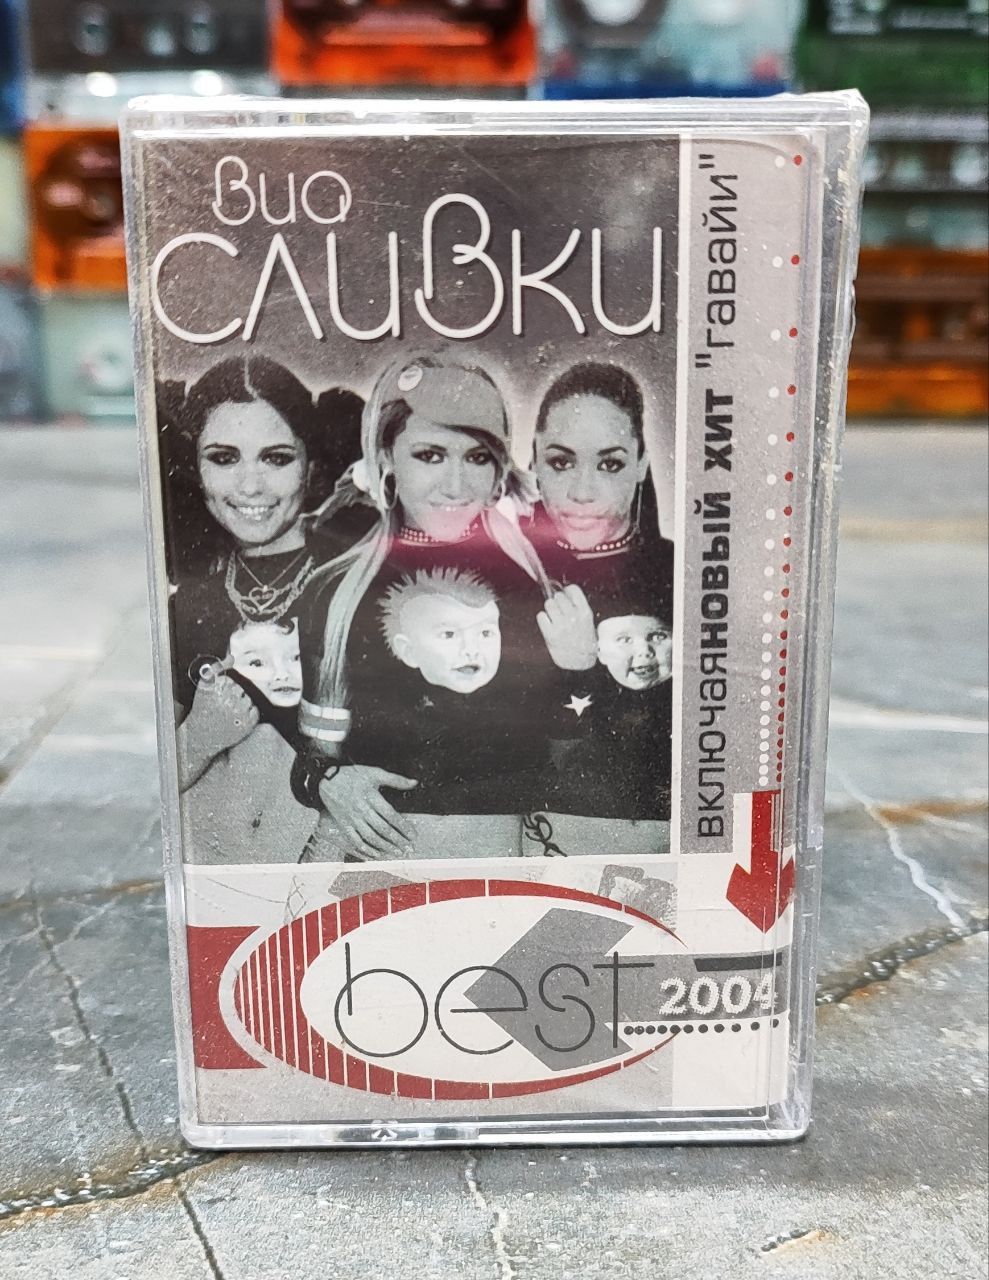 Виа
Сливки
включаяновый хит "гавайи"
best
2004